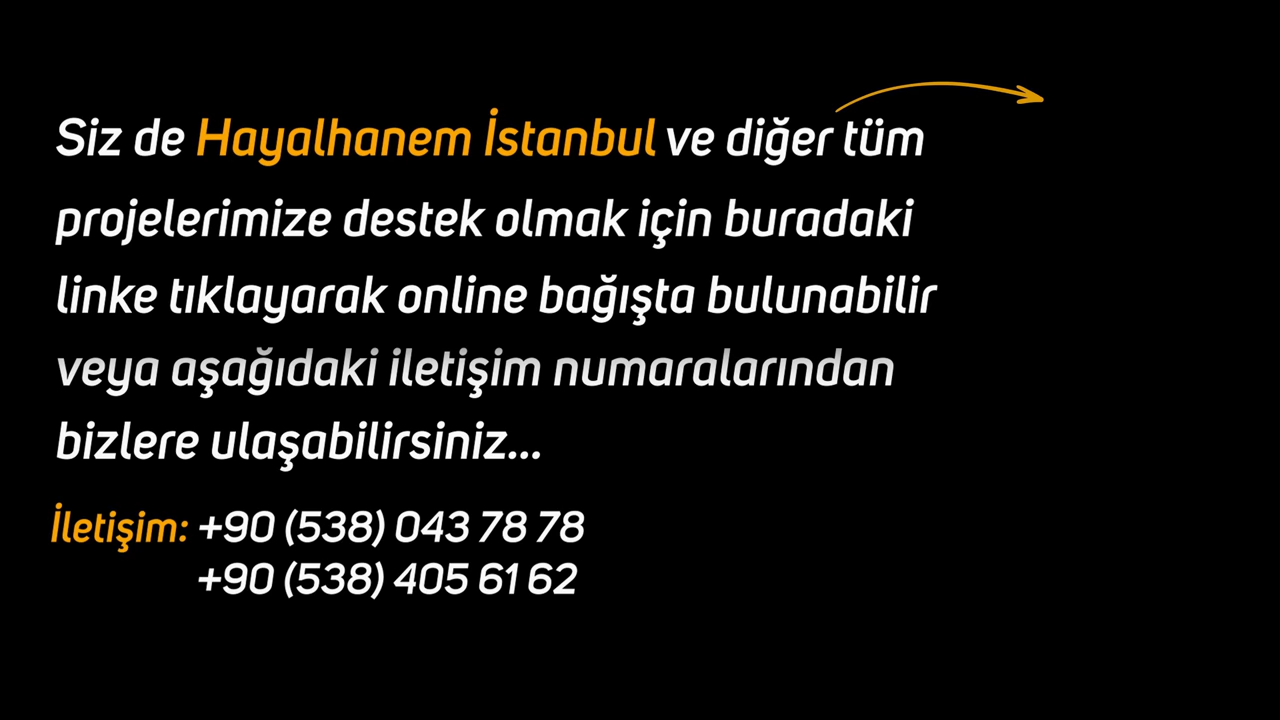 Siz de Hayalhanem İstanbul ve diğer tüm
projelerimize destek olmak için buradaki
linke tıklayarak online bağışta bulunabilir
veya aşağıdaki iletişim numaralarından
bizlere ulaşabilirsiniz...
İletişim: +90 (538) 043 78 78
+90 (538) 405 61 62